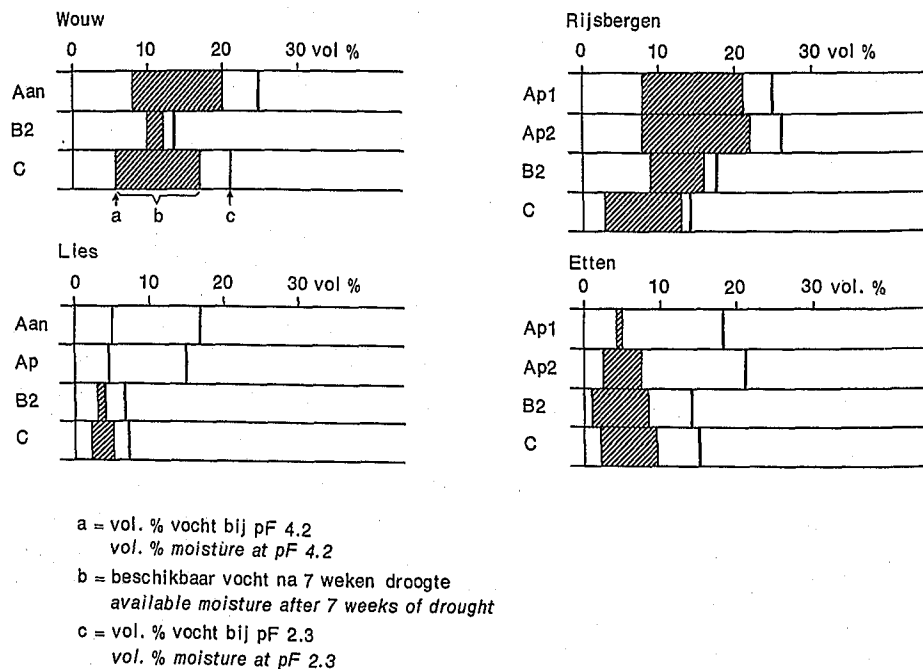 Wouw
0 10 20 30 vol %
Aan
B2
C
a b c
Rijsbergen
0 10 20 30 vol %
Ap1
Ap2
B2
C
Lies
0 10 20 30 vol %
Aan
Ap
B2
C
Etten
0 10 20 30 vol. %
Ap1
Ap2
B2
C
a = vol. % vocht bij pF 4.2
vol. % moisture at pF 4.2
b = beschikbaar vocht na 7 weken droogte
available moisture after 7 weeks of drought
c = vol. % vocht bij pF 2.3
vol. % moisture at pF 2.3